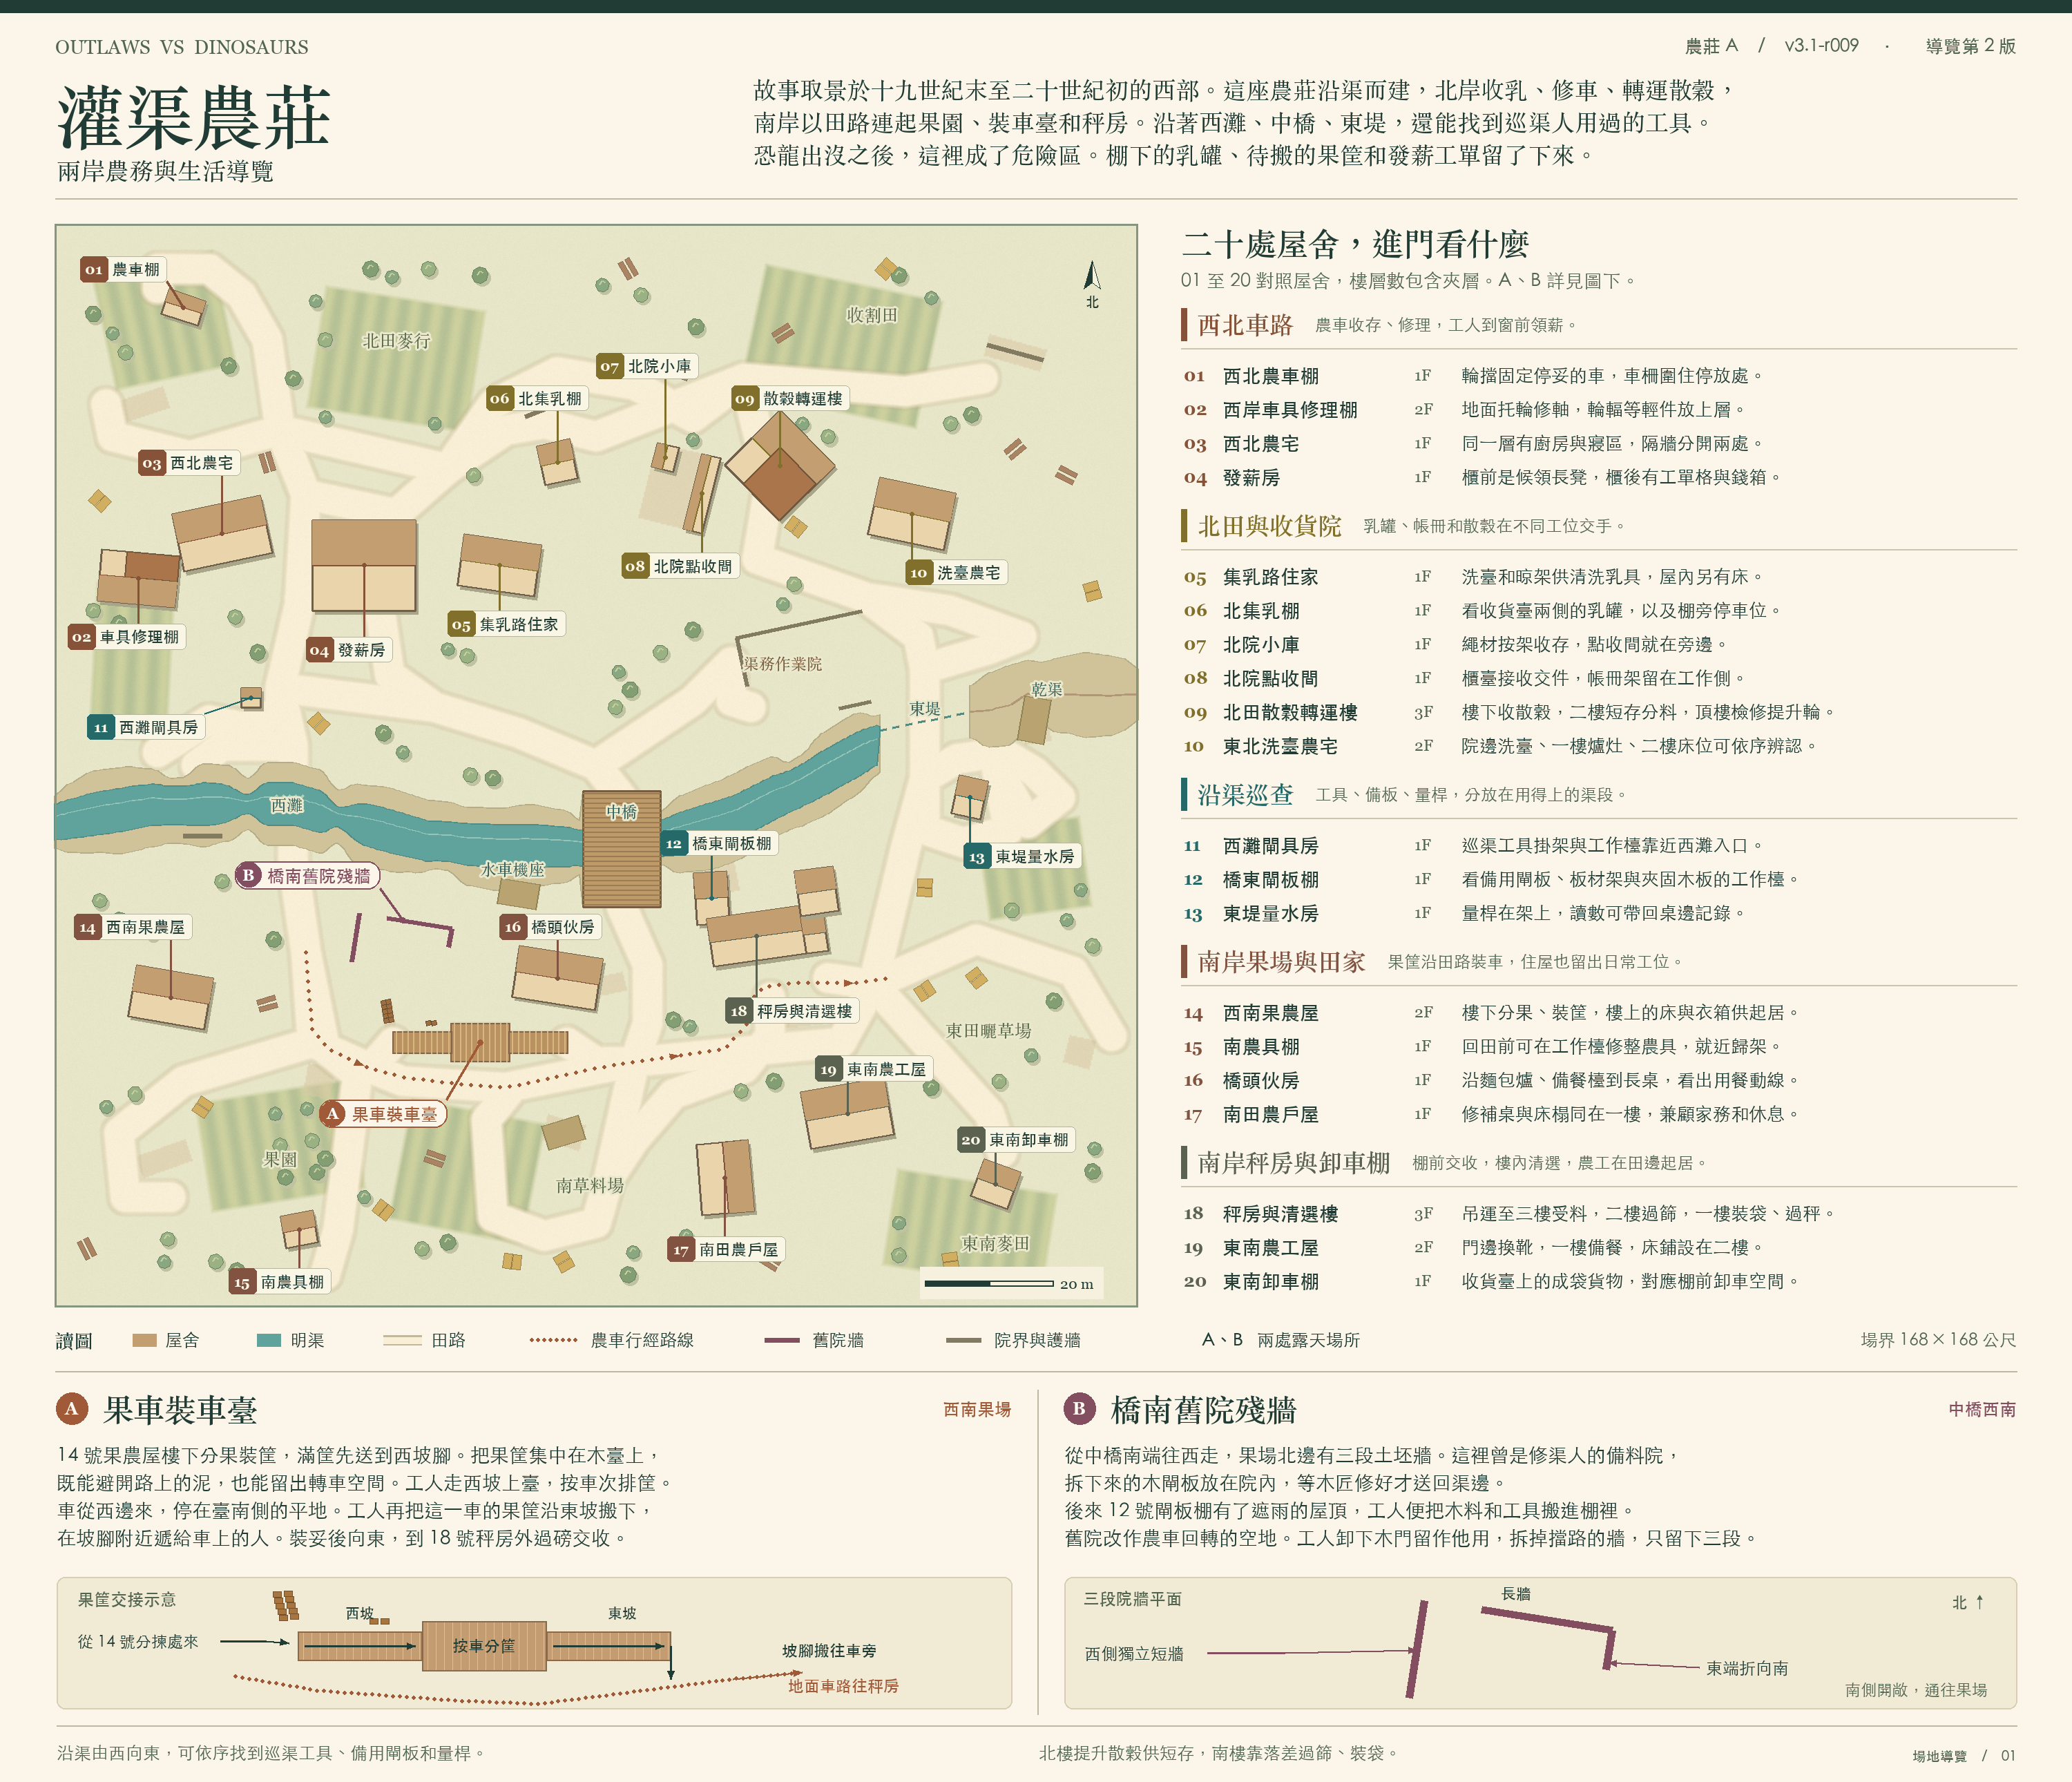 OUTLAWS VS DINOSAURS
農莊 A / v3.1-r009 · 導覽第 2 版
灌渠農莊
兩岸農務與生活導覽
故事取景於十九世紀末至二十世紀初的西部。這座農莊沿渠而建，北岸收乳、修車、轉運散穀，
南岸以田路連起果園、裝車臺和秤房。沿著西灘、中橋、東堤，還能找到巡渠人用過的工具。
恐龍出沒之後，這裡成了危險區。棚下的乳罐、待搬的果筐和發薪工單留了下來。
01 農車棚
北田麥行
收割田
北
07 北院小庫
06 北集乳棚
09 散穀轉運樓
03 西北農宅
08 北院點收間
10 洗臺農宅
05 集乳路住家
02 車具修理棚
04 發薪房
渠務作業院
乾渠
東堤
11 西灘閘具房
西灘
中橋
12 橋東閘板棚
13 東堤量水房
水車機座
B 橋南舊院殘牆
14 西南果農屋
16 橋頭伙房
18 秤房與清選樓
東田曬草場
19 東南農工屋
A 果車裝車臺
20 東南卸車棚
果園
南草料場
東南麥田
17 南田農戶屋
15 南農具棚
20 m
二十處屋舍，進門看什麼
01 至 20 對照屋舍，樓層數包含夾層。A、B 詳見圖下。
西北車路 農車收存、修理，工人到窗前領薪。
01 西北農車棚 1F 輪擋固定停妥的車，車柵圍住停放處。
02 西岸車具修理棚 2F 地面托輪修軸，輪輻等輕件放上層。
03 西北農宅 1F 同一層有廚房與寢區，隔牆分開兩處。
04 發薪房 1F 櫃前是候領長凳，櫃後有工單格與錢箱。
北田與收貨院 乳罐、帳冊和散穀在不同工位交手。
05 集乳路住家 1F 洗臺和晾架供清洗乳具，屋內另有床。
06 北集乳棚 1F 看收貨臺兩側的乳罐，以及棚旁停車位。
07 北院小庫 1F 繩材按架收存，點收間就在旁邊。
08 北院點收間 1F 櫃臺接收交件，帳冊架留在工作側。
09 北田散穀轉運樓 3F 樓下收散穀，二樓短存分料，頂樓檢修提升輪。
10 東北洗臺農宅 2F 院邊洗臺、一樓爐灶、二樓床位可依序辨認。
沿渠巡查 工具、備板、量桿，分放在用得上的渠段。
11 西灘閘具房 1F 巡渠工具掛架與工作檯靠近西灘入口。
12 橋東閘板棚 1F 看備用閘板、板材架與夾固木板的工作檯。
13 東堤量水房 1F 量桿在架上，讀數可帶回桌邊記錄。
南岸果場與田家 果筐沿田路裝車，住屋也留出日常工位。
14 西南果農屋 2F 樓下分果、裝筐，樓上的床與衣箱供起居。
15 南農具棚 1F 回田前可在工作檯修整農具，就近歸架。
16 橋頭伙房 1F 沿麵包爐、備餐檯到長桌，看出用餐動線。
17 南田農戶屋 1F 修補桌與床榻同在一樓，兼顧家務和休息。
南岸秤房與卸車棚 棚前交收，樓內清選，農工在田邊起居。
18 秤房與清選樓 3F 吊運至三樓受料，二樓過篩，一樓裝袋、過秤。
19 東南農工屋 2F 門邊換靴，一樓備餐，床鋪設在二樓。
20 東南卸車棚 1F 收貨臺上的成袋貨物，對應棚前卸車空間。
讀圖 屋舍 明渠 田路 農車行經路線 舊院牆 院界與護牆 A、B 兩處露天場所 場界 168 × 168 公尺
A 果車裝車臺 西南果場
14 號果農屋樓下分果裝筐，滿筐先送到西坡腳。把果筐集中在木臺上，
既能避開路上的泥，也能留出轉車空間。工人走西坡上臺，按車次排筐。
車從西邊來，停在臺南側的平地。工人再把這一車的果筐沿東坡搬下，
在坡腳附近遞給車上的人。裝妥後向東，到 18 號秤房外過磅交收。
果筐交接示意
西坡
東坡
從 14 號分揀處來
按車分筐
坡腳搬往車旁
地面車路往秤房
B 橋南舊院殘牆 中橋西南
從中橋南端往西走，果場北邊有三段土坯牆。這裡曾是修渠人的備料院，
拆下來的木閘板放在院內，等木匠修好才送回渠邊。
後來 12 號閘板棚有了遮雨的屋頂，工人便把木料和工具搬進棚裡。
舊院改作農車回轉的空地。工人卸下木門留作他用，拆掉擋路的牆，只留下三段。
三段院牆平面
長牆
北 ↑
西側獨立短牆
東端折向南
南側開敞，通往果場
沿渠由西向東，可依序找到巡渠工具、備用閘板和量桿。
北樓提升散穀供短存，南樓靠落差過篩、裝袋。
場地導覽 / 01